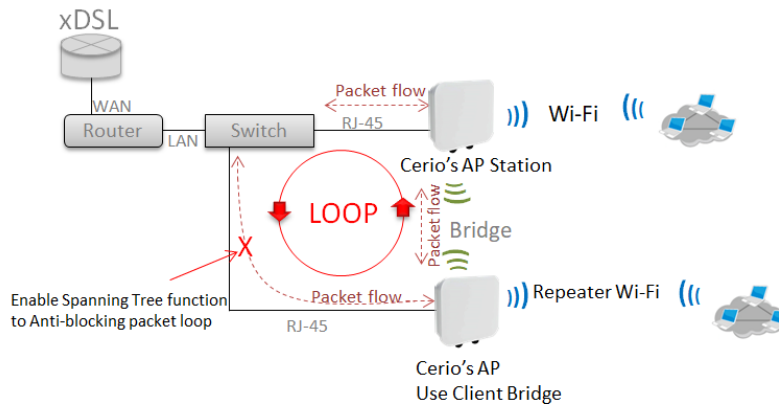 xDSL
WAN
Router
LAN
Switch
Packet flow
RJ-45
Wi-Fi
Cerio's AP Station
LOOP
Packet flow
Bridge
X
Enable Spanning Tree function
to Anti-blocking packet loop
Packet flow
RJ-45
Repeater Wi-Fi
Cerio's AP
Use Client Bridge